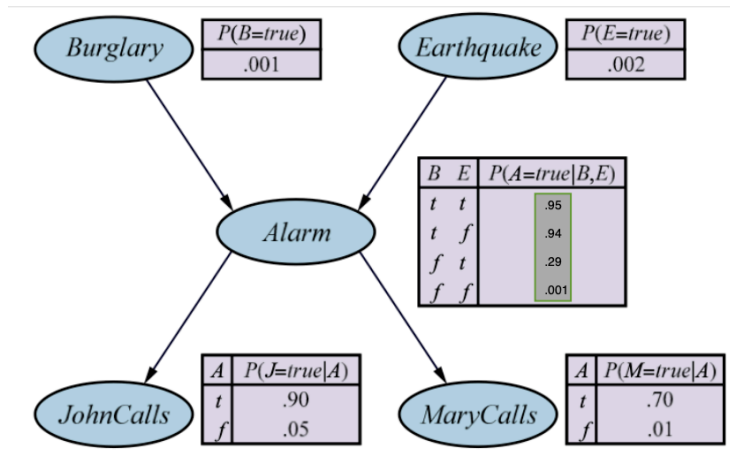 Burglary
P(B=true)
.001
Earthquake
P(E=true)
.002
B E P(A=true|B,E)
t t .95
t f .94
f t .29
f f .001
Alarm
A P(J=true|A)
t .90
f .05
JohnCalls
A P(M=true|A)
t .70
f .01
MaryCalls